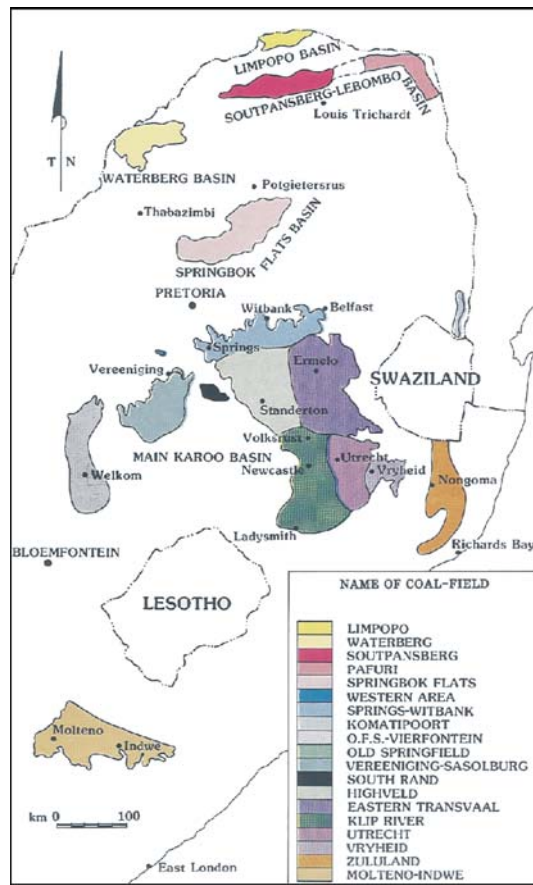 LIMPOPO BASIN
SOUTPANSBERG-LEBOMBO
BASIN
Louis Trichardt
T N
WATERBERG BASIN
Potgietersrus
Thabazimbi
SPRINGBOK
FLATS BASIN
PRETORIA
Witbank
Belfast
Springs
Vereeniging
Ermelo
SWAZILAND
Standerton
Volksrust
MAIN KAROO BASIN
Utrecht
Newcastle
Vryheid
Welkom
Nongoma
Ladysmith
BLOEMFONTEIN
Richards Bay
LESOTHO
Molteno
Indwe
km 0 100
East London
NAME OF COAL-FIELD
LIMPOPO
WATERBERG
SOUTPANSBERG
PAFURI
SPRINGBOK FLATS
WESTERN AREA
SPRINGS-WITBANK
KOMATIPOORT
O.F.S.-VIERFONTEIN
OLD SPRINGFIELD
VEREENIGING-SASOLBURG
SOUTH RAND
HIGHVELD
EASTERN TRANSVAAL
KLIP RIVER
UTRECHT
VRYHEID
ZULULAND
MOLTENO-INDWE